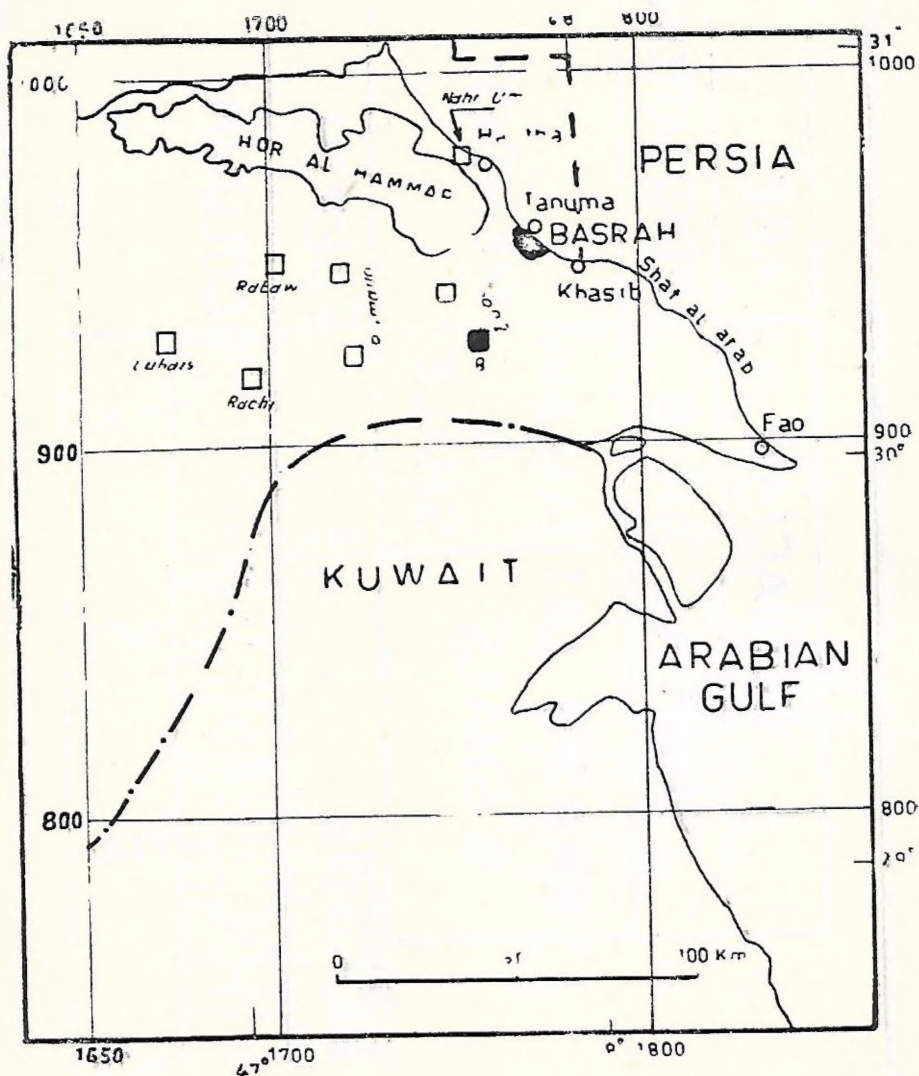 1650 1700 800
31°
1000
PERSIA
HOR AL HAMMAR
Tanuma
BASRAH
Khasib
Shat al arab
Rataw
Luhais
Rachi
Fao
900 900
30°
KUWAIT
ARABIAN
GULF
800 800
0 100 Km
1650 1700 1800
47°